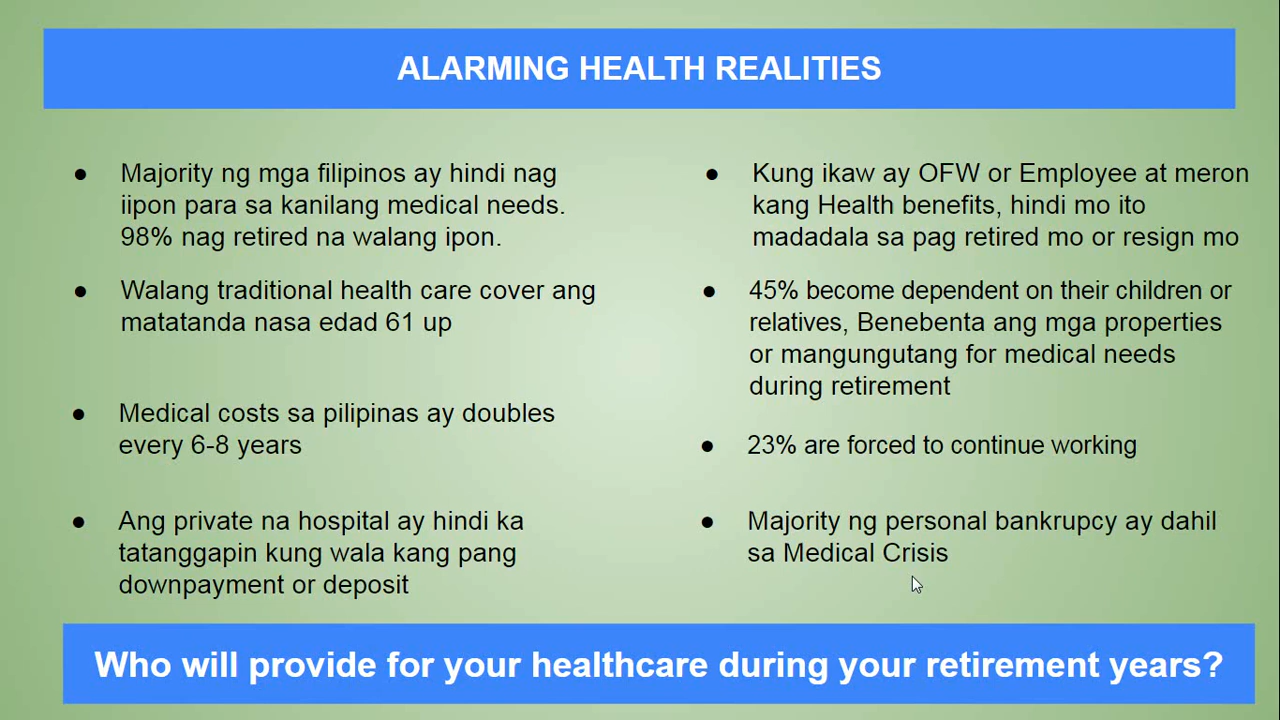 ALARMING HEALTH REALITIES
● Majority ng mga filipinos ay hindi nag
iipon para sa kanilang medical needs.
98% nag retired na walang ipon.
● Walang traditional health care cover ang
matatanda nasa edad 61 up
● Medical costs sa pilipinas ay doubles
every 6-8 years
● Ang private na hospital ay hindi ka
tatanggapin kung wala kang pang
downpayment or deposit
● Kung ikaw ay OFW or Employee at meron
kang Health benefits, hindi mo ito
madadala sa pag retired mo or resign mo
● 45% become dependent on their children or
relatives, Benebenta ang mga properties
or mangungutang for medical needs
during retirement
● 23% are forced to continue working
● Majority ng personal bankrupcy ay dahil
sa Medical Crisis
Who will provide for your healthcare during your retirement years?